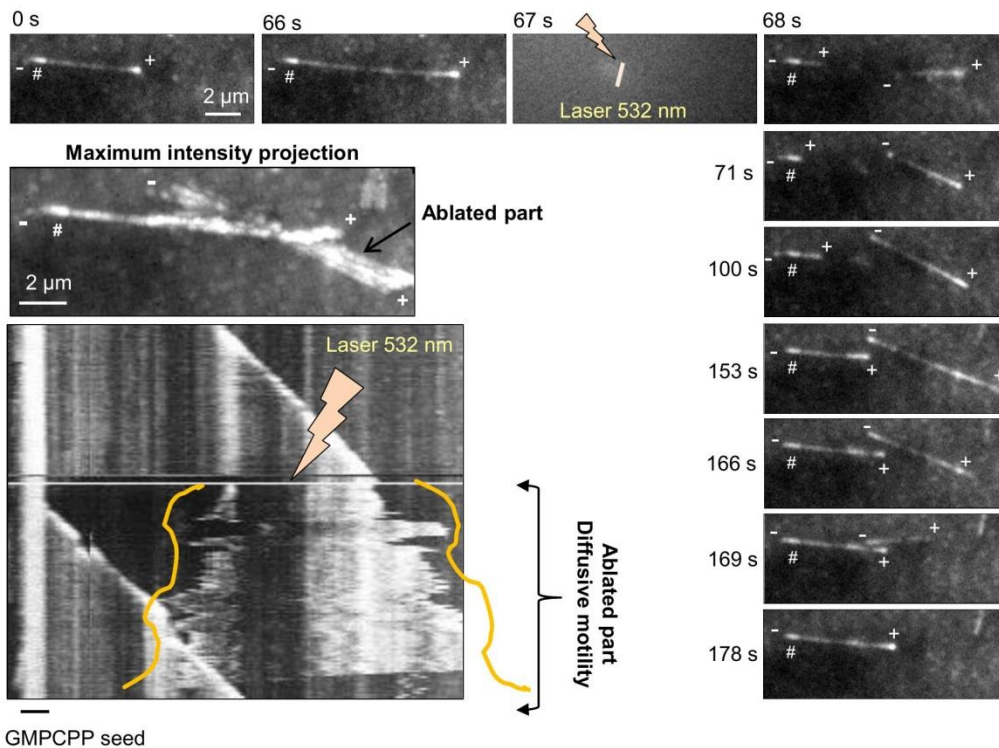 0 s
66 s
67 s
68 s
- # +
- # +
Laser 532 nm
- # + - +
2 μm
Maximum intensity projection
- # - + +
Ablated part
2 μm
71 s
- # + - +
100 s
- # + - +
Laser 532 nm
153 s
- # + - +
166 s
- # + - +
Ablated part
Diffusive motility
169 s
- # - + +
178 s
- # +
GMPCPP seed